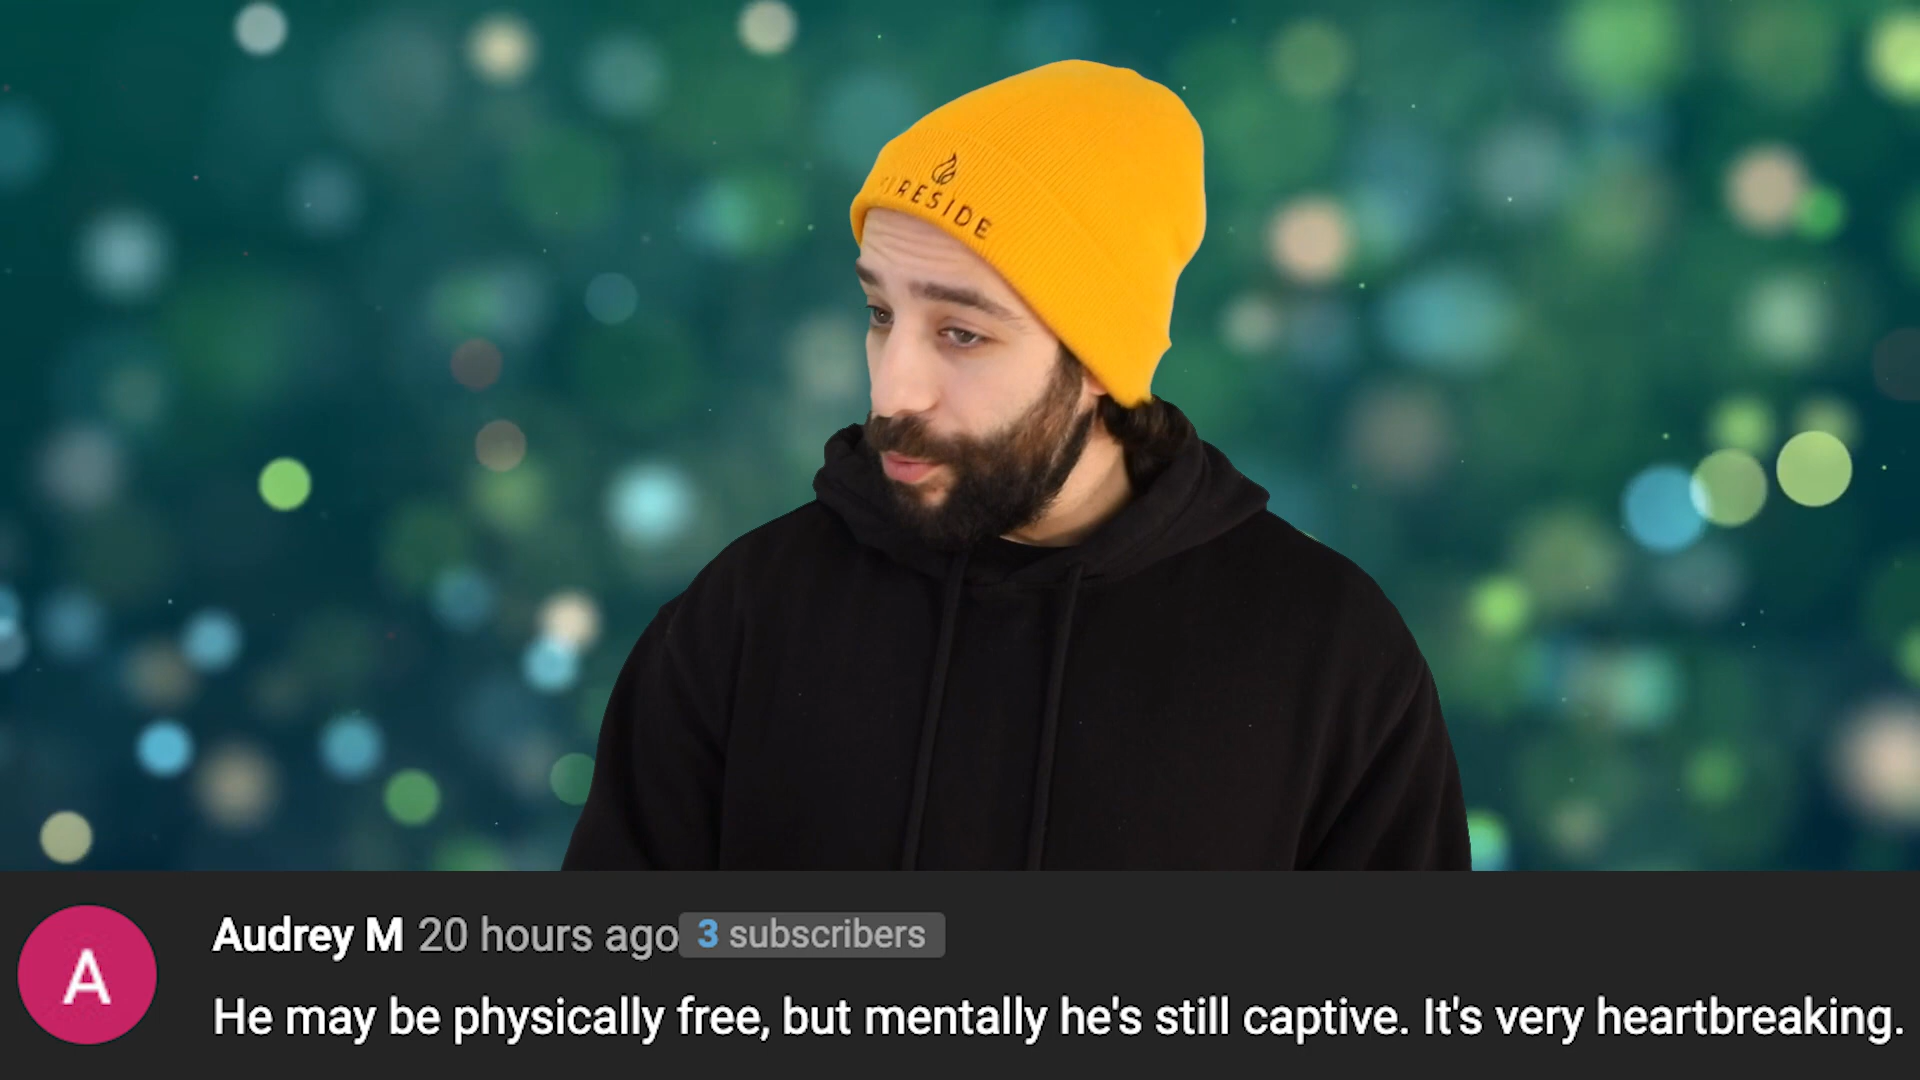 FIRESIDE
A
Audrey M 20 hours ago 3 subscribers
He may be physically free, but mentally he's still captive. It's very heartbreaking.